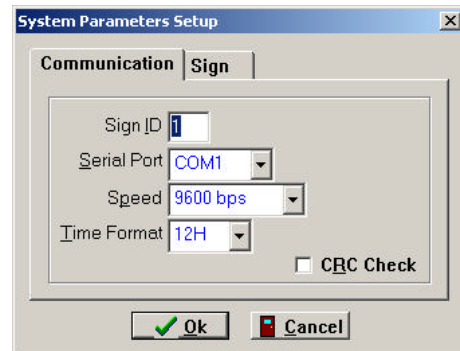 System Parameters Setup
Communication Sign
Sign ID 1
Serial Port COM1
Speed 9600 bps
Time Format 12H
CRC Check
Ok Cancel